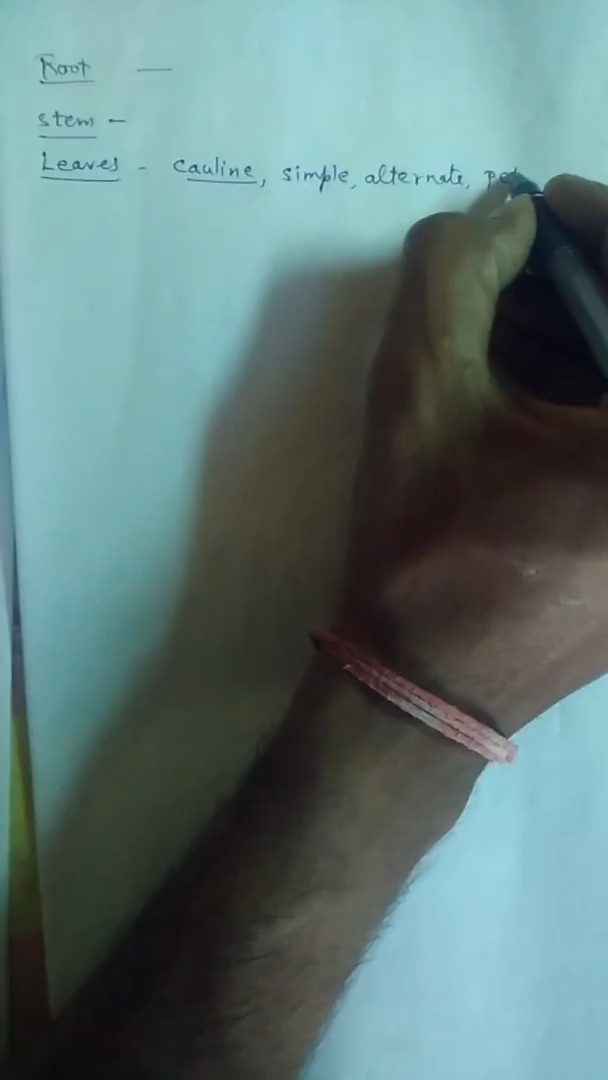 Root —
Stem -
Leaves - cauline, simple, alternate,